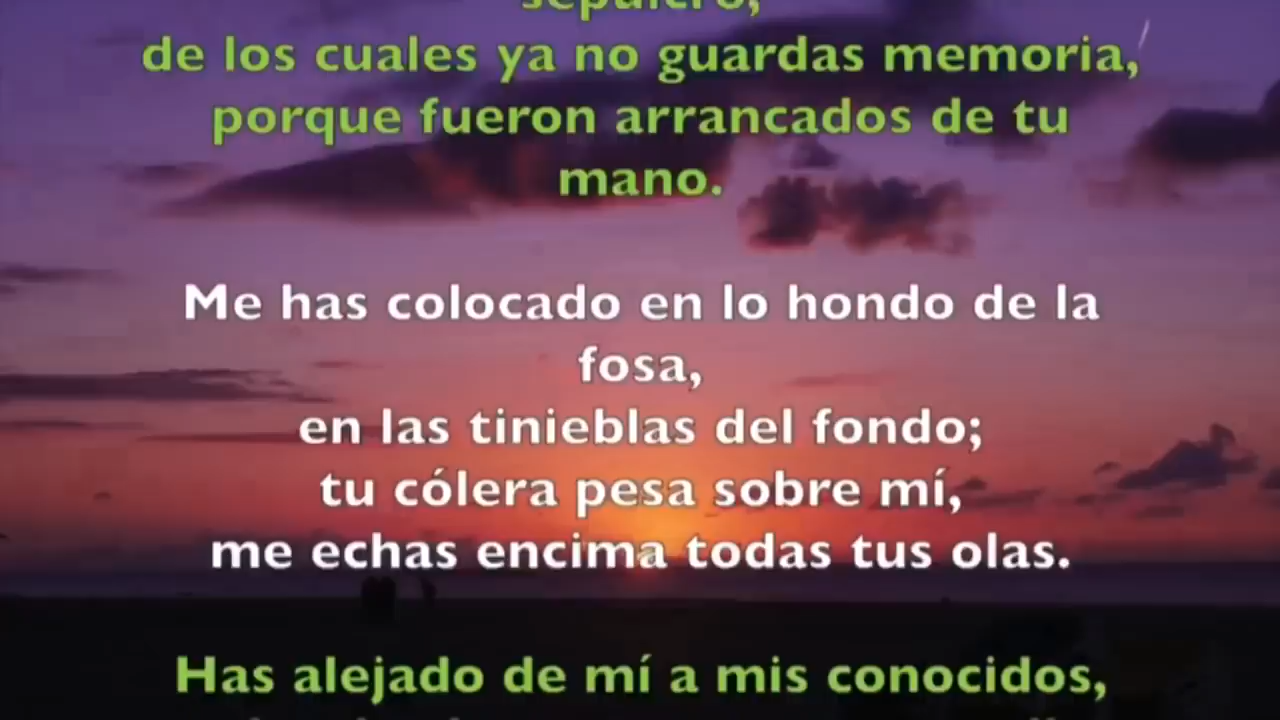 sepulcro,
de los cuales ya no guardas memoria,
porque fueron arrancados de tu
mano.
Me has colocado en lo hondo de la
fosa,
en las tinieblas del fondo;
tu cólera pesa sobre mí,
me echas encima todas tus olas.
Has alejado de mí a mis conocidos,